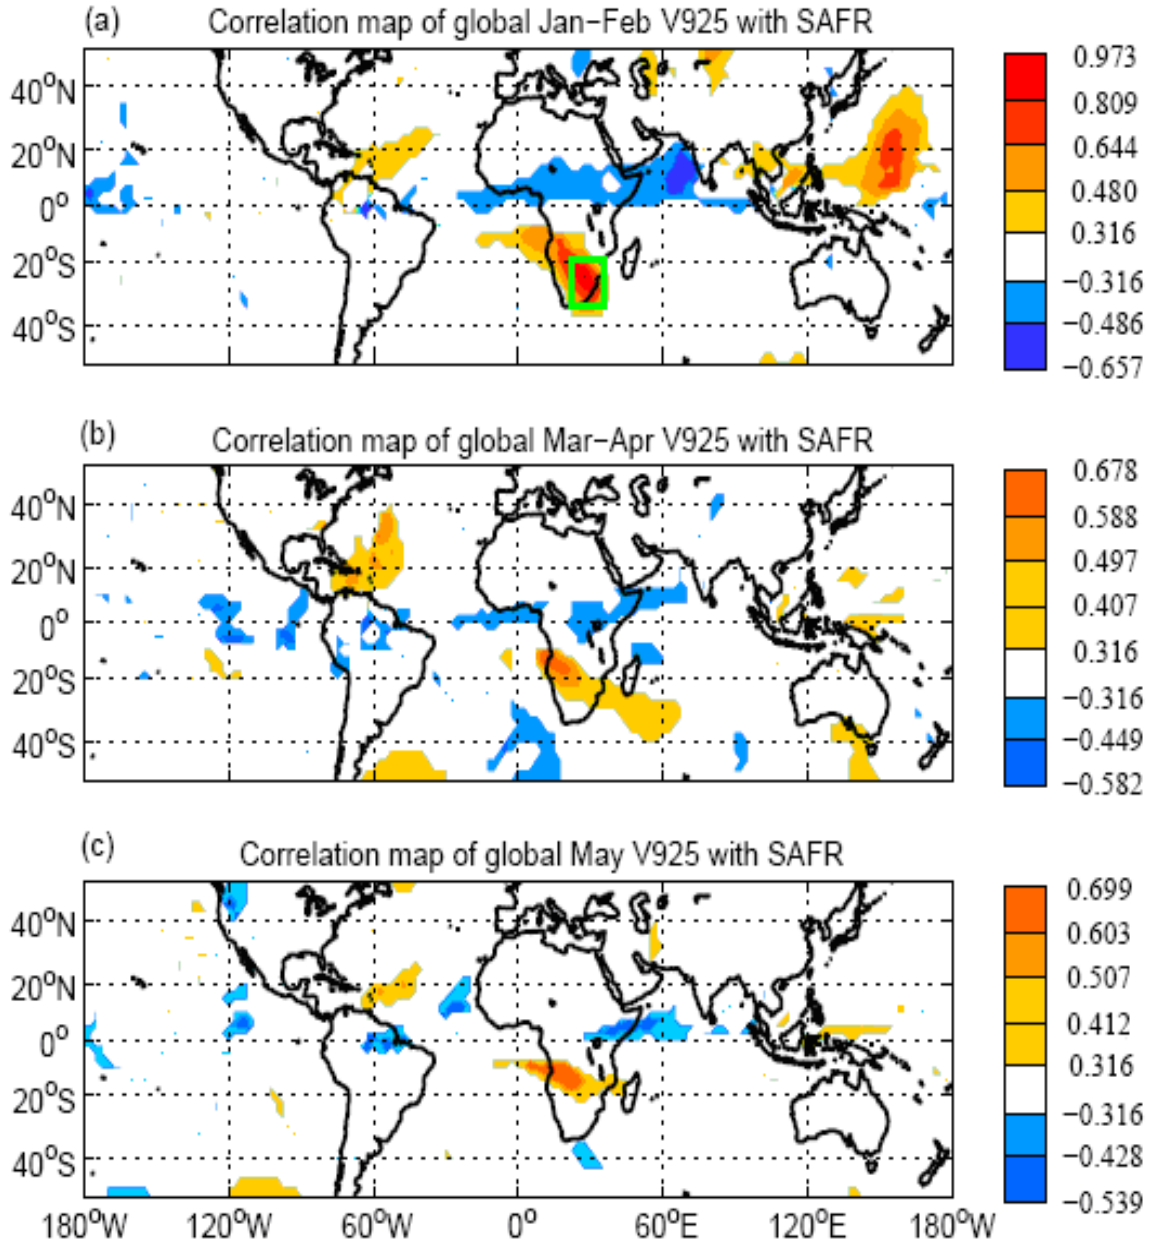 (a) Correlation map of global Jan−Feb V925 with SAFR
40°N
20°N
0°
20°S
40°S
0.973
0.809
0.644
0.480
0.316
−0.316
−0.486
−0.657
(b) Correlation map of global Mar−Apr V925 with SAFR
40°N
20°N
0°
20°S
40°S
0.678
0.588
0.497
0.407
0.316
−0.316
−0.449
−0.582
(c) Correlation map of global May V925 with SAFR
40°N
20°N
0°
20°S
40°S
0.699
0.603
0.507
0.412
0.316
−0.316
−0.428
−0.539
180°W 120°W 60°W 0° 60°E 120°E 180°W